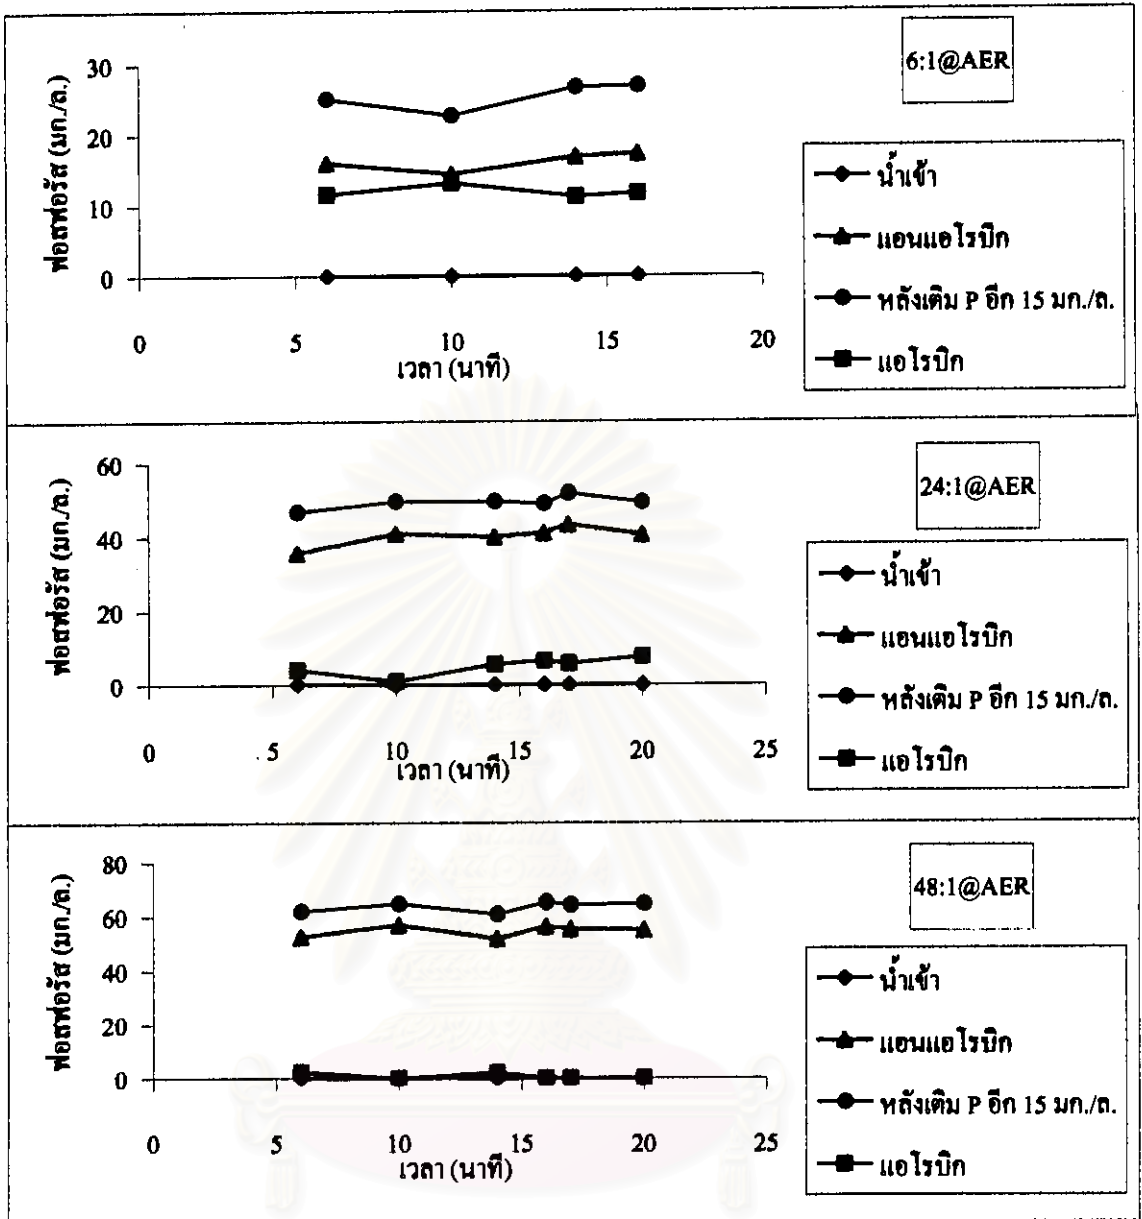 6:1@AER
ฟอสฟอรัส (มก./ล.)
30
20
10
0
0 5 10 15 20
เวลา (นาที)
น้ำเข้า
แอนแอโรบิก
หลังเติม P อีก 15 มก./ล.
แอโรบิก
24:1@AER
ฟอสฟอรัส (มก./ล.)
60
40
20
0
0 5 10 15 20 25
เวลา (นาที)
น้ำเข้า
แอนแอโรบิก
หลังเติม P อีก 15 มก./ล.
แอโรบิก
48:1@AER
ฟอสฟอรัส (มก./ล.)
80
60
40
20
0
0 5 10 15 20 25
เวลา (นาที)
น้ำเข้า
แอนแอโรบิก
หลังเติม P อีก 15 มก./ล.
แอโรบิก